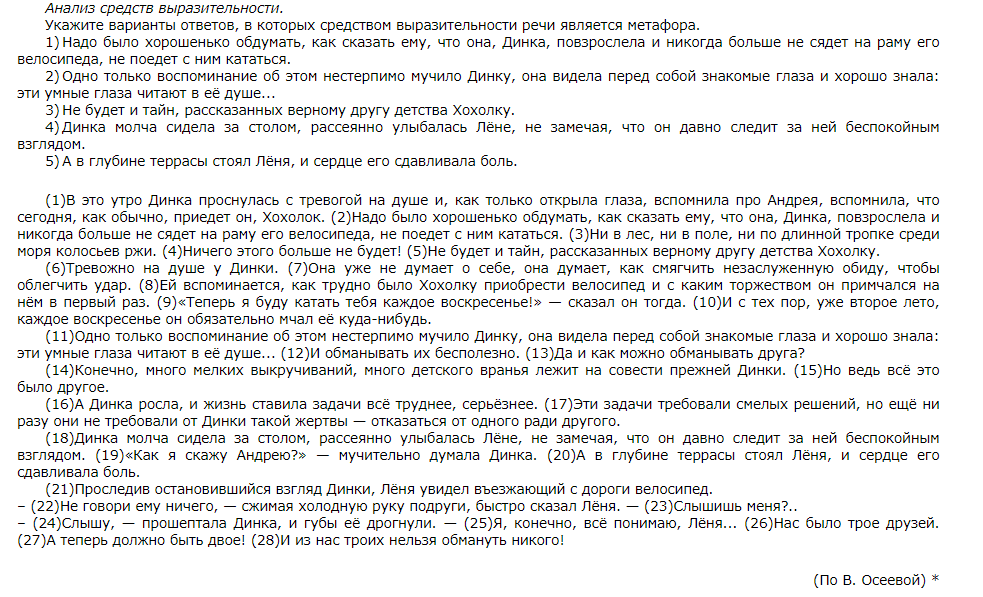 Анализ средств выразительности.
Укажите варианты ответов, в которых средством выразительности речи является метафора.
1) Надо было хорошенько обдумать, как сказать ему, что она, Динка, повзрослела и никогда больше не сядет на раму его
велосипеда, не поедет с ним кататься.
2) Одно только воспоминание об этом нестерпимо мучило Динку, она видела перед собой знакомые глаза и хорошо знала:
эти умные глаза читают в её душе...
3) Не будет и тайн, рассказанных верному другу детства Хохолку.
4) Динка молча сидела за столом, рассеянно улыбалась Лёне, не замечая, что он давно следит за ней беспокойным
взглядом.
5) А в глубине террасы стоял Лёня, и сердце его сдавливала боль.
(1)В это утро Динка проснулась с тревогой на душе и, как только открыла глаза, вспомнила про Андрея, вспомнила, что
сегодня, как обычно, приедет он, Хохолок. (2)Надо было хорошенько обдумать, как сказать ему, что она, Динка, повзрослела и
никогда больше не сядет на раму его велосипеда, не поедет с ним кататься. (3)Ни в лес, ни в поле, ни по длинной тропке среди
моря колосьев ржи. (4)Ничего этого больше не будет! (5)Не будет и тайн, рассказанных верному другу детства Хохолку.
(6)Тревожно на душе у Динки. (7)Она уже не думает о себе, она думает, как смягчить незаслуженную обиду, чтобы
облегчить удар. (8)Ей вспоминается, как трудно было Хохолку приобрести велосипед и с каким торжеством он примчался на
нём в первый раз. (9)«Теперь я буду катать тебя каждое воскресенье!» — сказал он тогда. (10)И с тех пор, уже второе лето,
каждое воскресенье он обязательно мчал её куда-нибудь.
(11)Одно только воспоминание об этом нестерпимо мучило Динку, она видела перед собой знакомые глаза и хорошо знала:
эти умные глаза читают в её душе... (12)И обманывать их бесполезно. (13)Да и как можно обманывать друга?
(14)Конечно, много мелких выкручиваний, много детского вранья лежит на совести прежней Динки. (15)Но ведь всё это
было другое.
(16)А Динка росла, и жизнь ставила задачи всё труднее, серьёзнее. (17)Эти задачи требовали смелых решений, но ещё ни
разу они не требовали от Динки такой жертвы — отказаться от одного ради другого.
(18)Динка молча сидела за столом, рассеянно улыбалась Лёне, не замечая, что он давно следит за ней беспокойным
взглядом. (19)«Как я скажу Андрею?» — мучительно думала Динка. (20)А в глубине террасы стоял Лёня, и сердце его
сдавливала боль.
(21)Проследив остановившийся взгляд Динки, Лёня увидел въезжающий с дороги велосипед.
– (22)Не говори ему ничего, — сжимая холодную руку подруги, быстро сказал Лёня. — (23)Слышишь меня?..
– (24)Слышу, — прошептала Динка, и губы её дрогнули. — (25)Я, конечно, всё понимаю, Лёня... (26)Нас было трое друзей.
(27)А теперь должно быть двое! (28)И из нас троих нельзя обмануть никого!
(По В. Осеевой) *